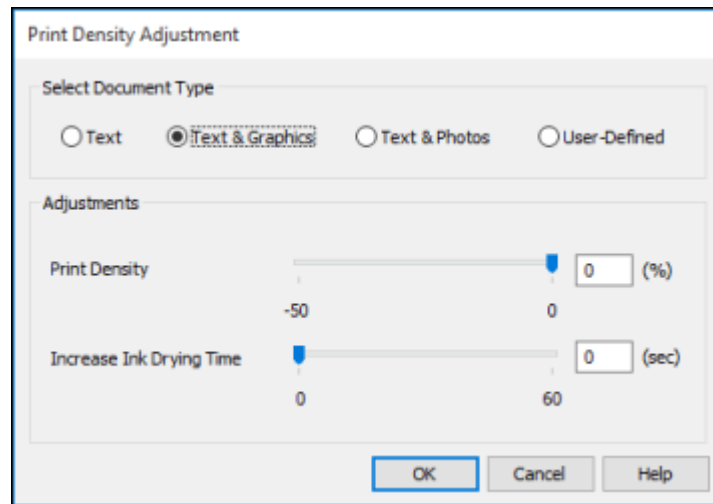 Print Density Adjustment
Select Document Type
Text Text & Graphics Text & Photos User-Defined
Adjustments
Print Density 0 (%)
-50 0
Increase Ink Drying Time 0 (sec)
0 60
OK Cancel Help